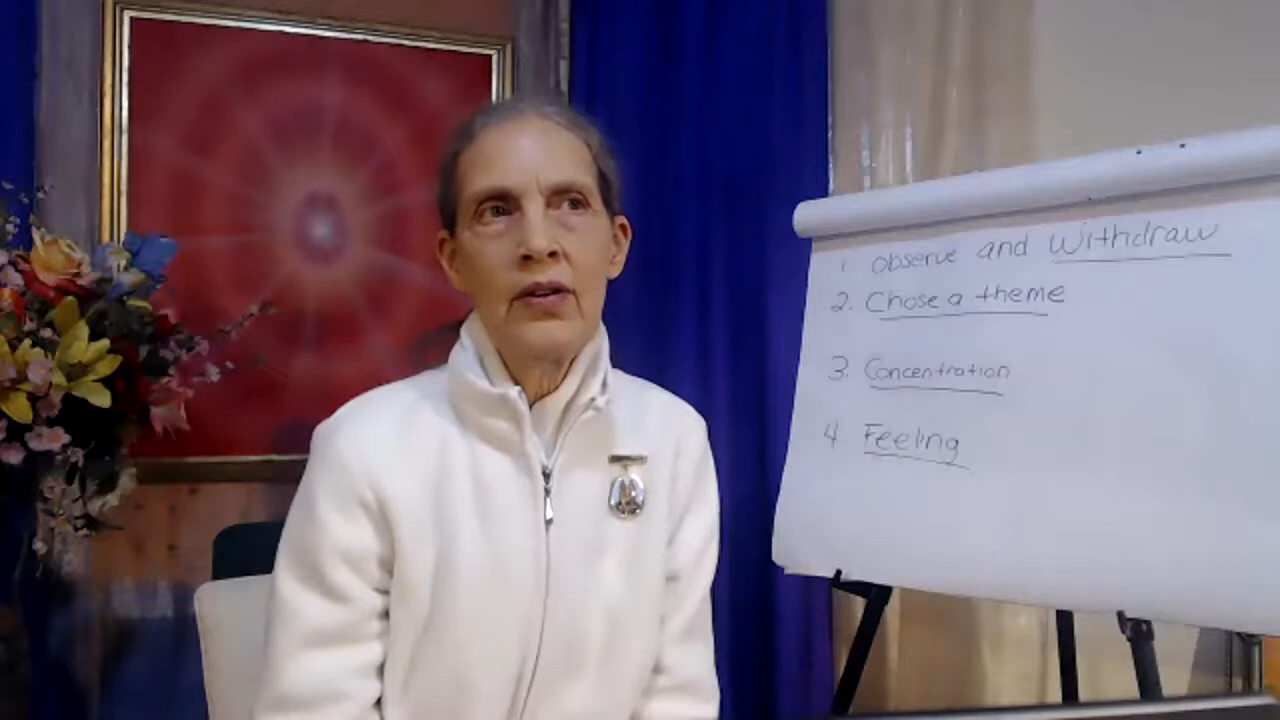 1 Observe and Withdraw
2. Chose a theme
3. Concentration
4 Feeling